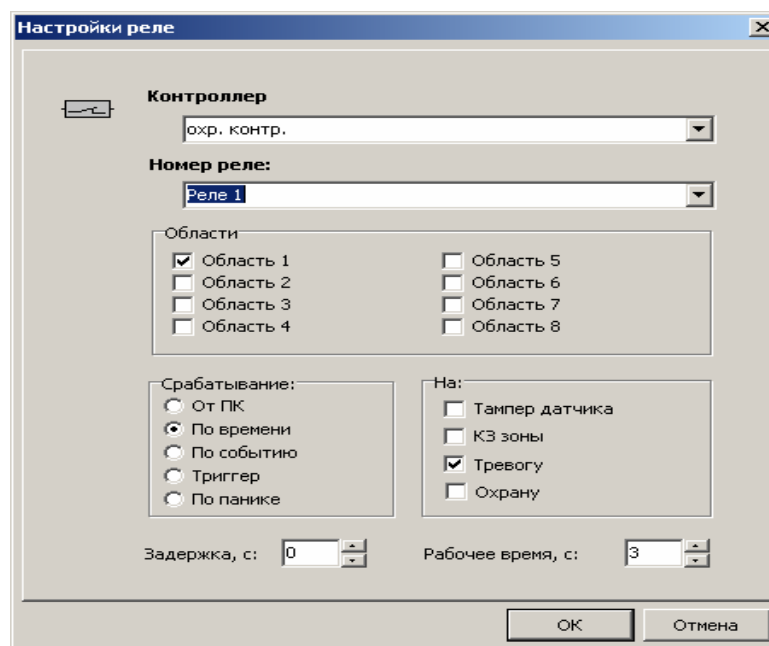 Настройки реле
Контроллер
охр. контр.
Номер реле:
Реле 1
Области
Область 1
Область 5
Область 2
Область 6
Область 3
Область 7
Область 4
Область 8
Срабатывание:
На:
От ПК
Тампер датчика
По времени
КЗ зоны
По событию
Тревогу
Триггер
Охрану
По панике
Задержка, с: 0
Рабочее время, с: 3
OK
Отмена